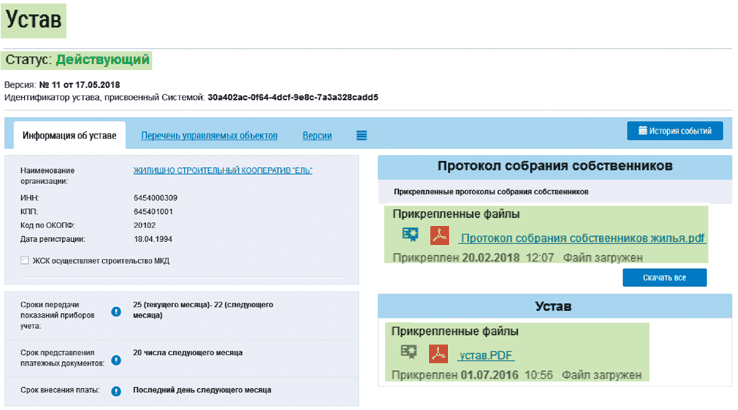 Устав
Статус: Действующий
Версия: № 11 от 17.05.2018
Идентификатор устава, присвоенный Системой: 30a402ac-0f64-4dcf-9e8c-7a3a328cadd5
Информация об уставе
Перечень управляемых объектов
Версии
История событий
Наименование организации: ЖИЛИЩНО СТРОИТЕЛЬНЫЙ КООПЕРАТИВ "ЕЛЬ"
ИНН: 6454000309
КПП: 645401001
Код по ОКОПФ: 20102
Дата регистрации: 18.04.1994
ЖСК осуществляет строительство МКД
Сроки передачи показаний приборов учета: 25 (текущего месяца)- 22 (следующего месяца)
Срок представления платежных документов: 20 числа следующего месяца
Срок внесения платы: Последний день следующего месяца
Протокол собрания собственников
Прикрепленные протоколы собрания собственников
Прикрепленные файлы
Протокол собрания собственников жилья.pdf
Прикреплен 20.02.2018 12:07 Файл загружен
Скачать все
Устав
Прикрепленные файлы
устав.PDF
Прикреплен 01.07.2016 10:56 Файл загружен